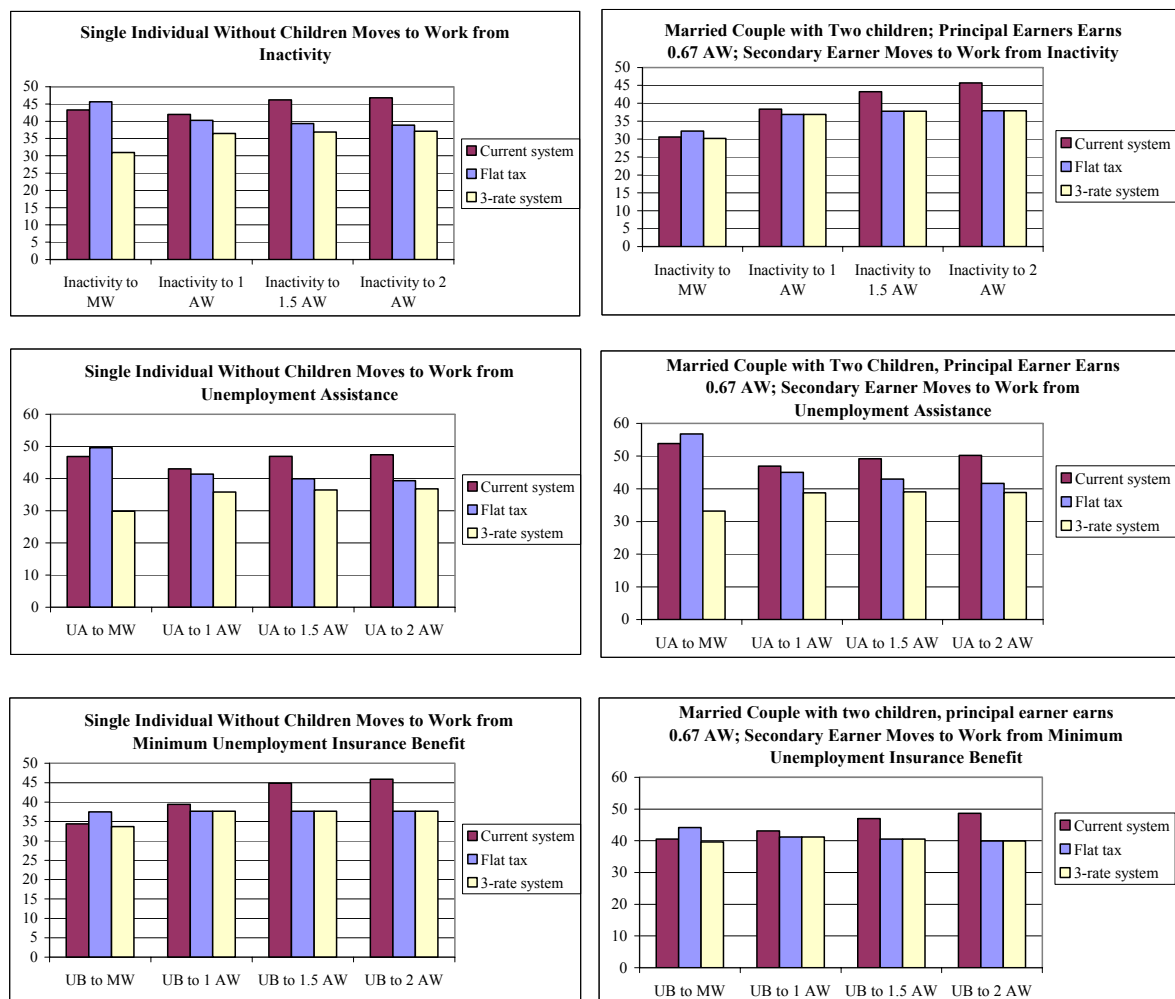 Single Individual Without Children Moves to Work from
Inactivity
50
45
40
35
30
25
20
15
10
5
0
Inactivity to
MW
Inactivity to 1
AW
Inactivity to
1.5 AW
Inactivity to 2
AW
Current system
Flat tax
3-rate system
Married Couple with Two children; Principal Earners Earns
0.67 AW; Secondary Earner Moves to Work from Inactivity
50
45
40
35
30
25
20
15
10
5
0
Inactivity to
MW
Inactivity to 1
AW
Inactivity to
1.5 AW
Inactivity to 2
AW
Current system
Flat tax
3-rate system
Single Individual Without Children Moves to Work from
Unemployment Assistance
60
50
40
30
20
10
0
UA to MW
UA to 1 AW
UA to 1.5 AW
UA to 2 AW
Current system
Flat tax
3-rate system
Married Couple with Two Children, Principal Earner Earns
0.67 AW; Secondary Earner Moves to Work from
Unemployment Assistance
60
50
40
30
20
10
0
UA to MW
UA to 1 AW
UA to 1.5 AW
UA to 2 AW
Current system
Flat tax
3-rate system
Single Individual Without Children Moves to Work from
Minimum Unemployment Insurance Benefit
50
45
40
35
30
25
20
15
10
5
0
UB to MW
UB to 1 AW
UB to 1.5 AW
UB to 2 AW
Current system
Flat tax
3-rate system
Married Couple with two children, principal earner earns
0.67 AW; Secondary Earner Moves to Work from Minimum
Unemployment Insurance Benefit
60
50
40
30
20
10
0
UB to MW
UB to 1 AW
UB to 1.5 AW
UB to 2 AW
Current system
Flat tax
3-rate system